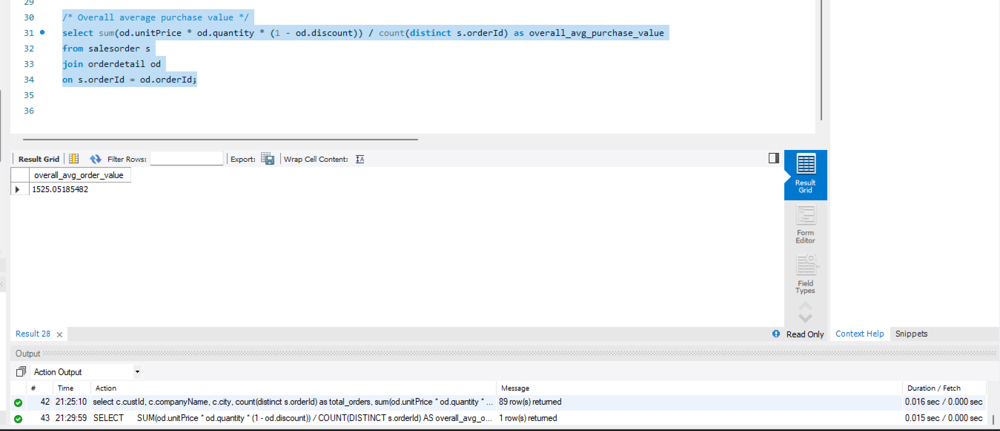 29
30 /* Overall average purchase value */
31 select sum(od.unitPrice * od.quantity * (1 - od.discount)) / count(distinct s.orderId) as overall_avg_purchase_value
32 from salesorder s
33 join orderdetail od
34 on s.orderId = od.orderId;
35
36
Result Grid Filter Rows: Export: Wrap Cell Content:
overall_avg_order_value
1525.05185482
Result
Grid
Form
Editor
Field
Types
Result 28 Read Only Context Help Snippets
Output
Action Output
# Time Action Message Duration / Fetch
42 21:25:10 select c.custId, c.companyName, c.city, count(distinct s.orderId) as total_orders, sum(od.unitPrice * od.quantity * ... 89 row(s) returned 0.016 sec / 0.000 sec
43 21:29:59 SELECT SUM(od.unitPrice * od.quantity * (1 - od.discount)) / COUNT(DISTINCT s.orderId) AS overall_avg_o... 1 row(s) returned 0.015 sec / 0.000 sec